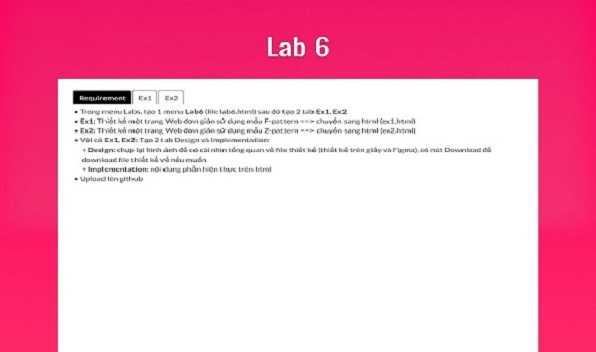 Lab 6
Requirement Ex1 Ex2
• Trong menu Labs, tạo 1 menu Lab6 (file lab6.html) sau đó tạo 2 tab Ex1, Ex2
• Ex1: Thiết kế một trang Web đơn giản sử dụng mẫu F-pattern ==> chuyển sang html (ex1.html)
• Ex2: Thiết kế một trang Web đơn giản sử dụng mẫu Z-pattern ==> chuyển sang html (ex2.html)
• Với cả Ex1, Ex2: Tạo 2 tab Design và Implementation:
+ Design: chụp lại hình ảnh để có cái nhìn tổng quan về file thiết kế (thiết kế trên giấy và Figma), có nút Download để
download file thiết kế về nếu muốn
+ Implementation: nội dung phần hiện thực trên html
• Upload lên github